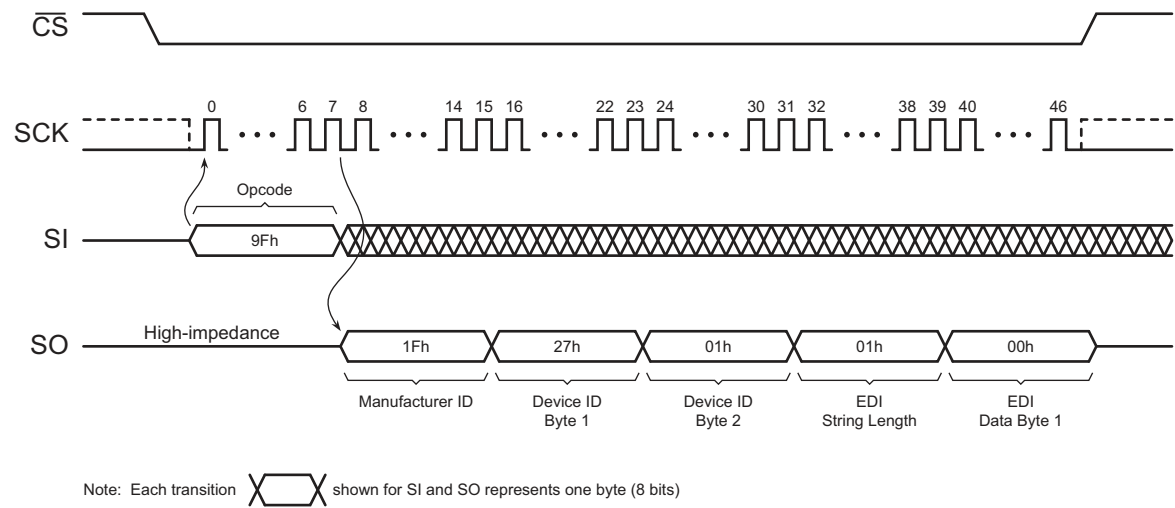 CS
0 6 7 8 14 15 16 22 23 24 30 31 32 38 39 40 46
SCK
Opcode
SI
9Fh
High-impedance
SO
1Fh 27h 01h 01h 00h
Manufacturer ID
Device ID
Byte 1
Device ID
Byte 2
EDI
String Length
EDI
Data Byte 1
Note: Each transition shown for SI and SO represents one byte (8 bits)